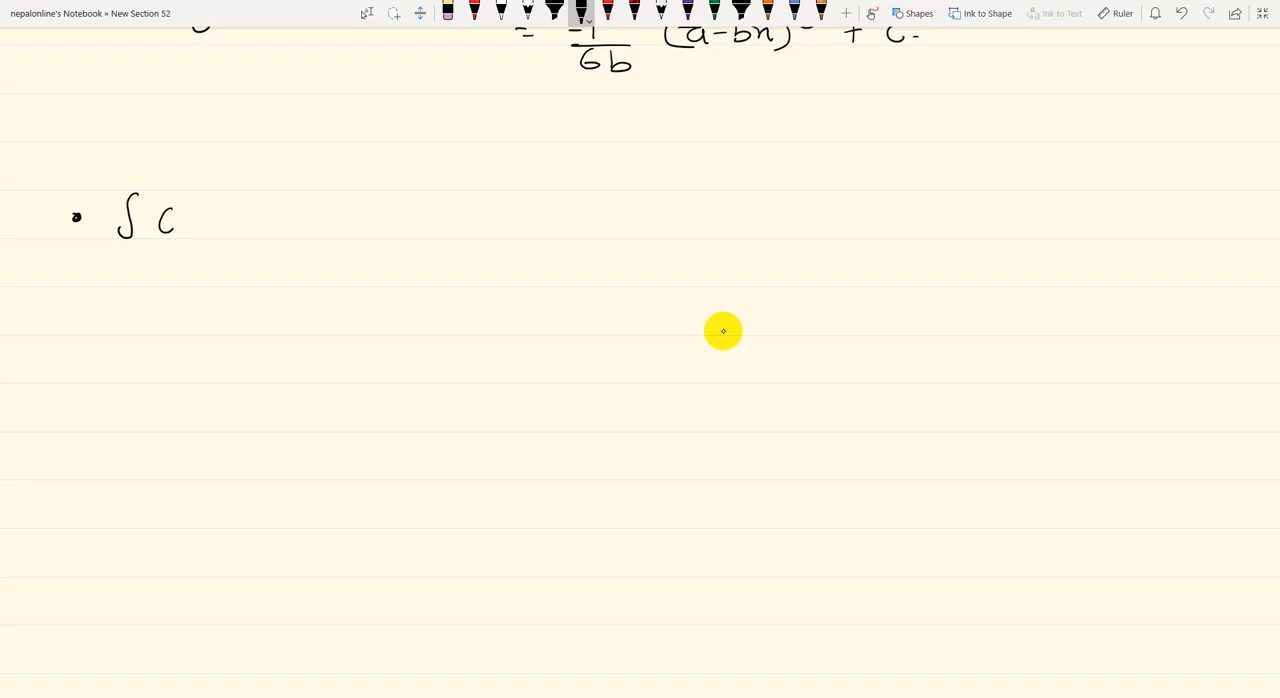 nepalonline's Notebook » New Section 52
Shapes Ink to Shape Ink to Text Ruler
= -1/6b (a-bx) + c.
• ∫ C